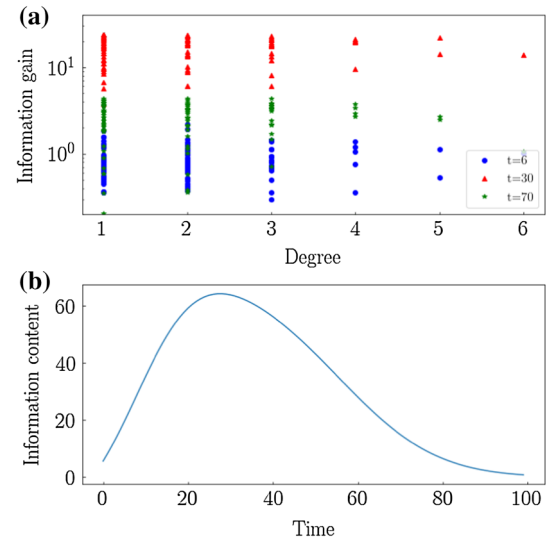 (a)
Information gain
10¹
10⁰
1 2 3 4 5 6
Degree
t=6
t=30
t=70
(b)
Information content
60
40
20
0
0 20 40 60 80 100
Time